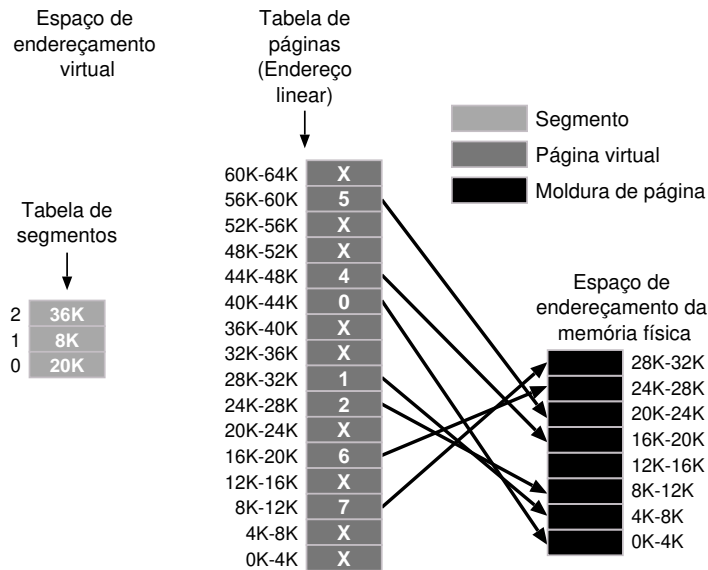 Espaço de
endereçamento
virtual
Tabela de
páginas
(Endereço
linear)
Segmento
Página virtual
Moldura de página
Tabela de
segmentos
2 36K
1 8K
0 20K
60K-64K X
56K-60K 5
52K-56K X
48K-52K X
44K-48K 4
40K-44K 0
36K-40K X
32K-36K X
28K-32K 1
24K-28K 2
20K-24K X
16K-20K 6
12K-16K X
8K-12K 7
4K-8K X
0K-4K X
Espaço de
endereçamento da
memória física
28K-32K
24K-28K
20K-24K
16K-20K
12K-16K
8K-12K
4K-8K
0K-4K